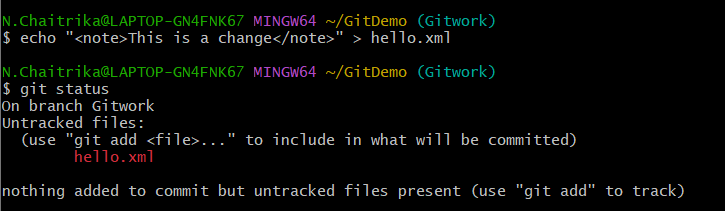 N.Chaitrika@LAPTOP-GN4FNK67 MINGW64 ~/GitDemo (Gitwork)
$ echo "<note>This is a change</note>" > hello.xml
N.Chaitrika@LAPTOP-GN4FNK67 MINGW64 ~/GitDemo (Gitwork)
$ git status
On branch Gitwork
Untracked files:
  (use "git add <file>..." to include in what will be committed)
        hello.xml
nothing added to commit but untracked files present (use "git add" to track)